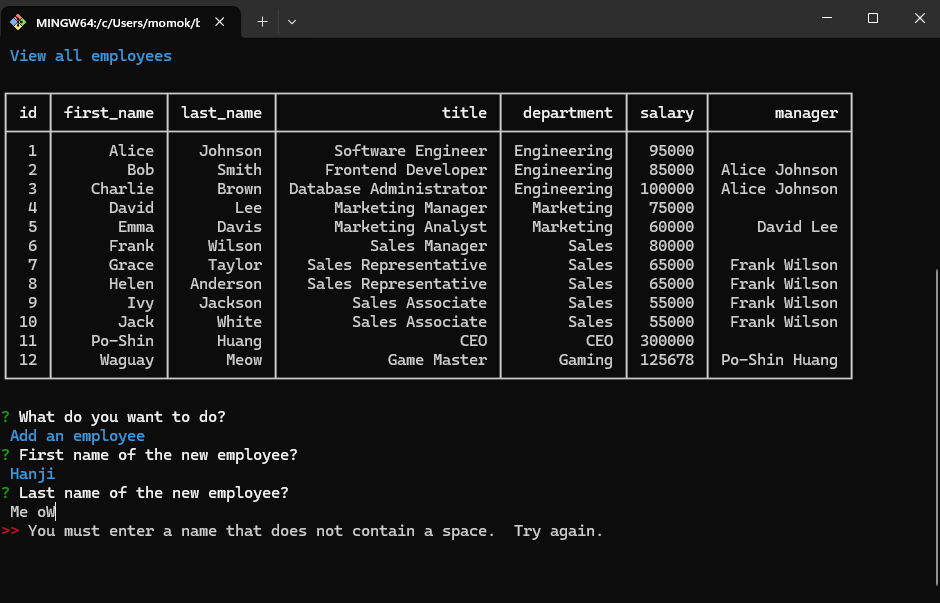 MINGW64:/c/Users/momok/b
View all employees
id first_name last_name title department salary manager
1 Alice Johnson Software Engineer Engineering 95000
2 Bob Smith Frontend Developer Engineering 85000 Alice Johnson
3 Charlie Brown Database Administrator Engineering 100000 Alice Johnson
4 David Lee Marketing Manager Marketing 75000
5 Emma Davis Marketing Analyst Marketing 60000 David Lee
6 Frank Wilson Sales Manager Sales 80000
7 Grace Taylor Sales Representative Sales 65000 Frank Wilson
8 Helen Anderson Sales Representative Sales 65000 Frank Wilson
9 Ivy Jackson Sales Associate Sales 55000 Frank Wilson
10 Jack White Sales Associate Sales 55000 Frank Wilson
11 Po-Shin Huang CEO CEO 300000
12 Waguay Meow Game Master Gaming 125678 Po-Shin Huang
? What do you want to do?
Add an employee
? First name of the new employee?
Hanji
? Last name of the new employee?
Me oW
>> You must enter a name that does not contain a space.  Try again.